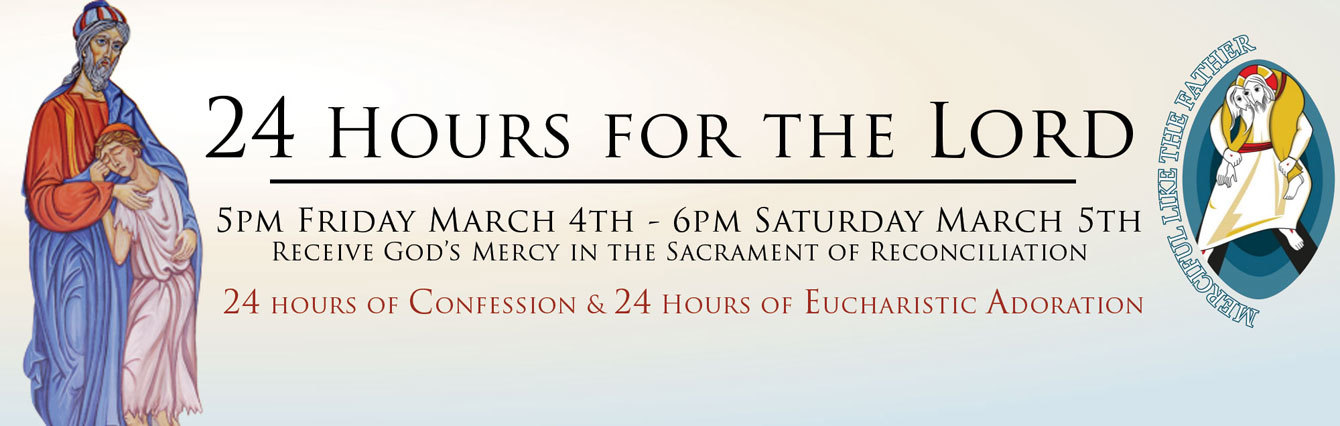 24 Hours for the Lord
5pm Friday March 4th - 6pm Saturday March 5th
Receive God's Mercy in the Sacrament of Reconciliation
24 hours of Confession & 24 Hours of Eucharistic Adoration
MERCIFUL LIKE THE FATHER